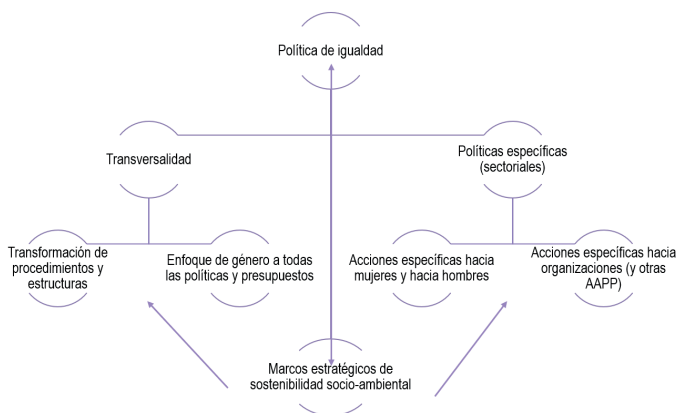 Política de igualdad
Transversalidad
Políticas específicas
(sectoriales)
Transformación de
procedimientos y
estructuras
Enfoque de género a todas
las políticas y presupuestos
Acciones específicas hacia
mujeres y hacia hombres
Acciones específicas hacia
organizaciones (y otras
AAPP)
Marcos estratégicos de
sostenibilidad socio-ambiental